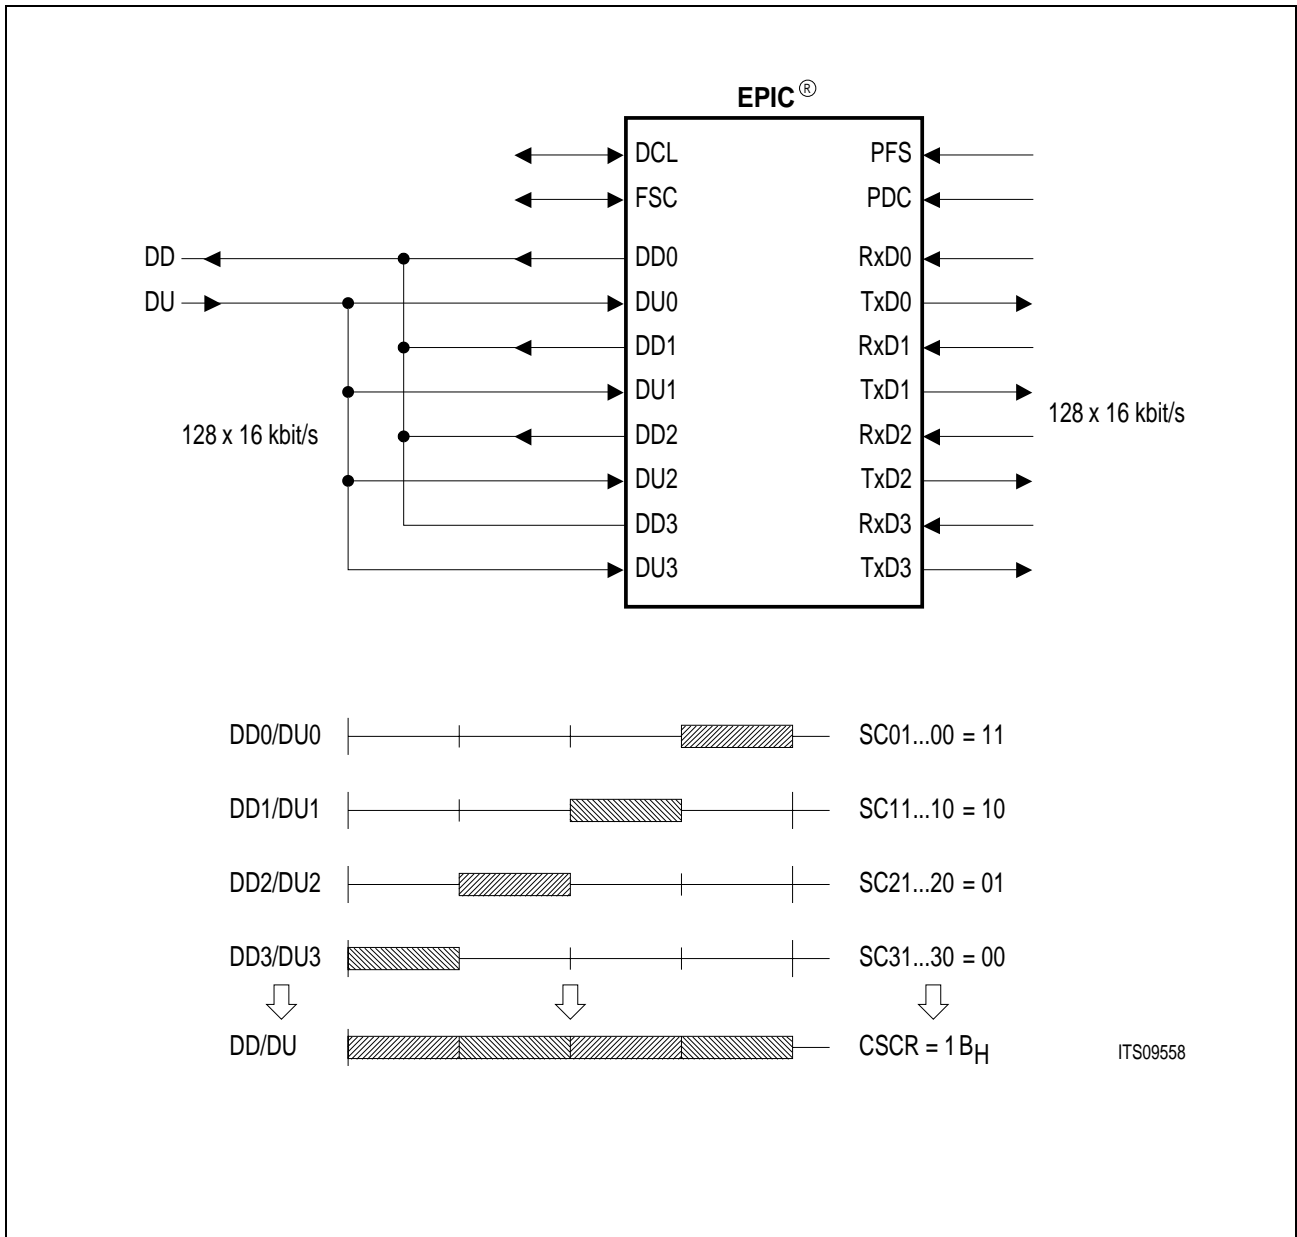 EPIC ®
DCL PFS
FSC PDC
DD DD0 RxD0
DU DU0 TxD0
DD1 RxD1
DU1 TxD1
128 x 16 kbit/s DD2 RxD2 128 x 16 kbit/s
DU2 TxD2
DD3 RxD3
DU3 TxD3
DD0/DU0 SC01...00 = 11
DD1/DU1 SC11...10 = 10
DD2/DU2 SC21...20 = 01
DD3/DU3 SC31...30 = 00
DD/DU CSCR = 1BH ITS09558